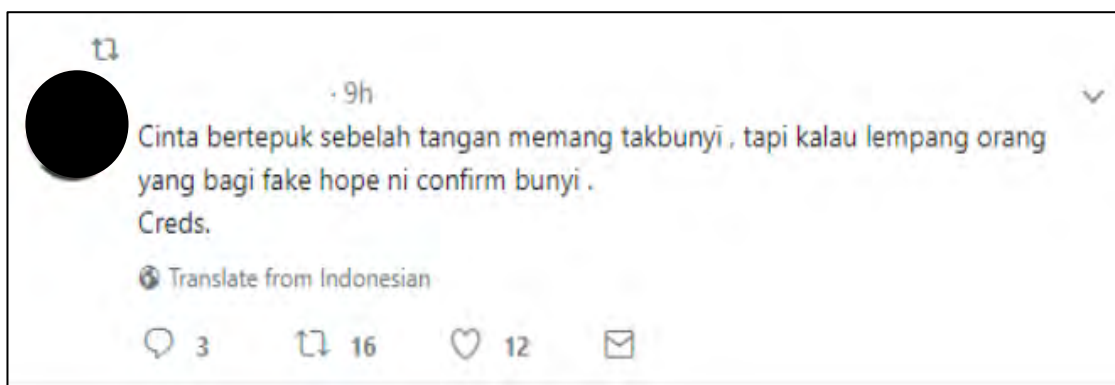 · 9h
Cinta bertepuk sebelah tangan memang takbunyi , tapi kalau lempang orang
yang bagi fake hope ni confirm bunyi .
Creds.
Translate from Indonesian
3 16 12